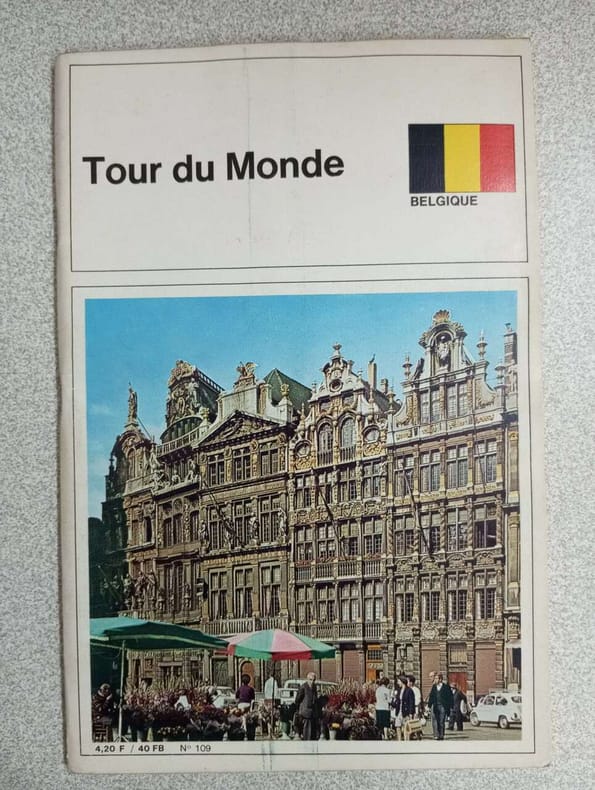 Tour du Monde
BELGIQUE
4,20 F / 40 FB N° 109